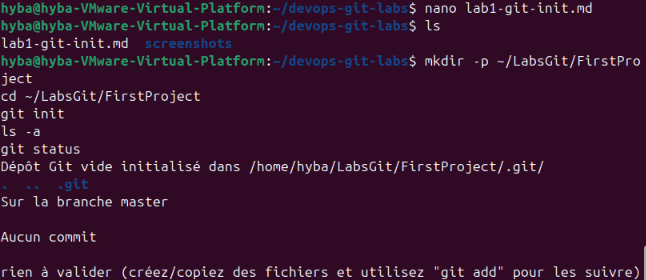 hyba@hyba-VMware-Virtual-Platform:~/devops-git-labs$ nano lab1-git-init.md
hyba@hyba-VMware-Virtual-Platform:~/devops-git-labs$ ls
lab1-git-init.md  screenshots
hyba@hyba-VMware-Virtual-Platform:~/devops-git-labs$ mkdir -p ~/LabsGit/FirstPro
ject
cd ~/LabsGit/FirstProject
git init
ls -a
git status
Dépôt Git vide initialisé dans /home/hyba/LabsGit/FirstProject/.git/
.  ..  .git
Sur la branche master
Aucun commit
rien à valider (créez/copiez des fichiers et utilisez "git add" pour les suivre)